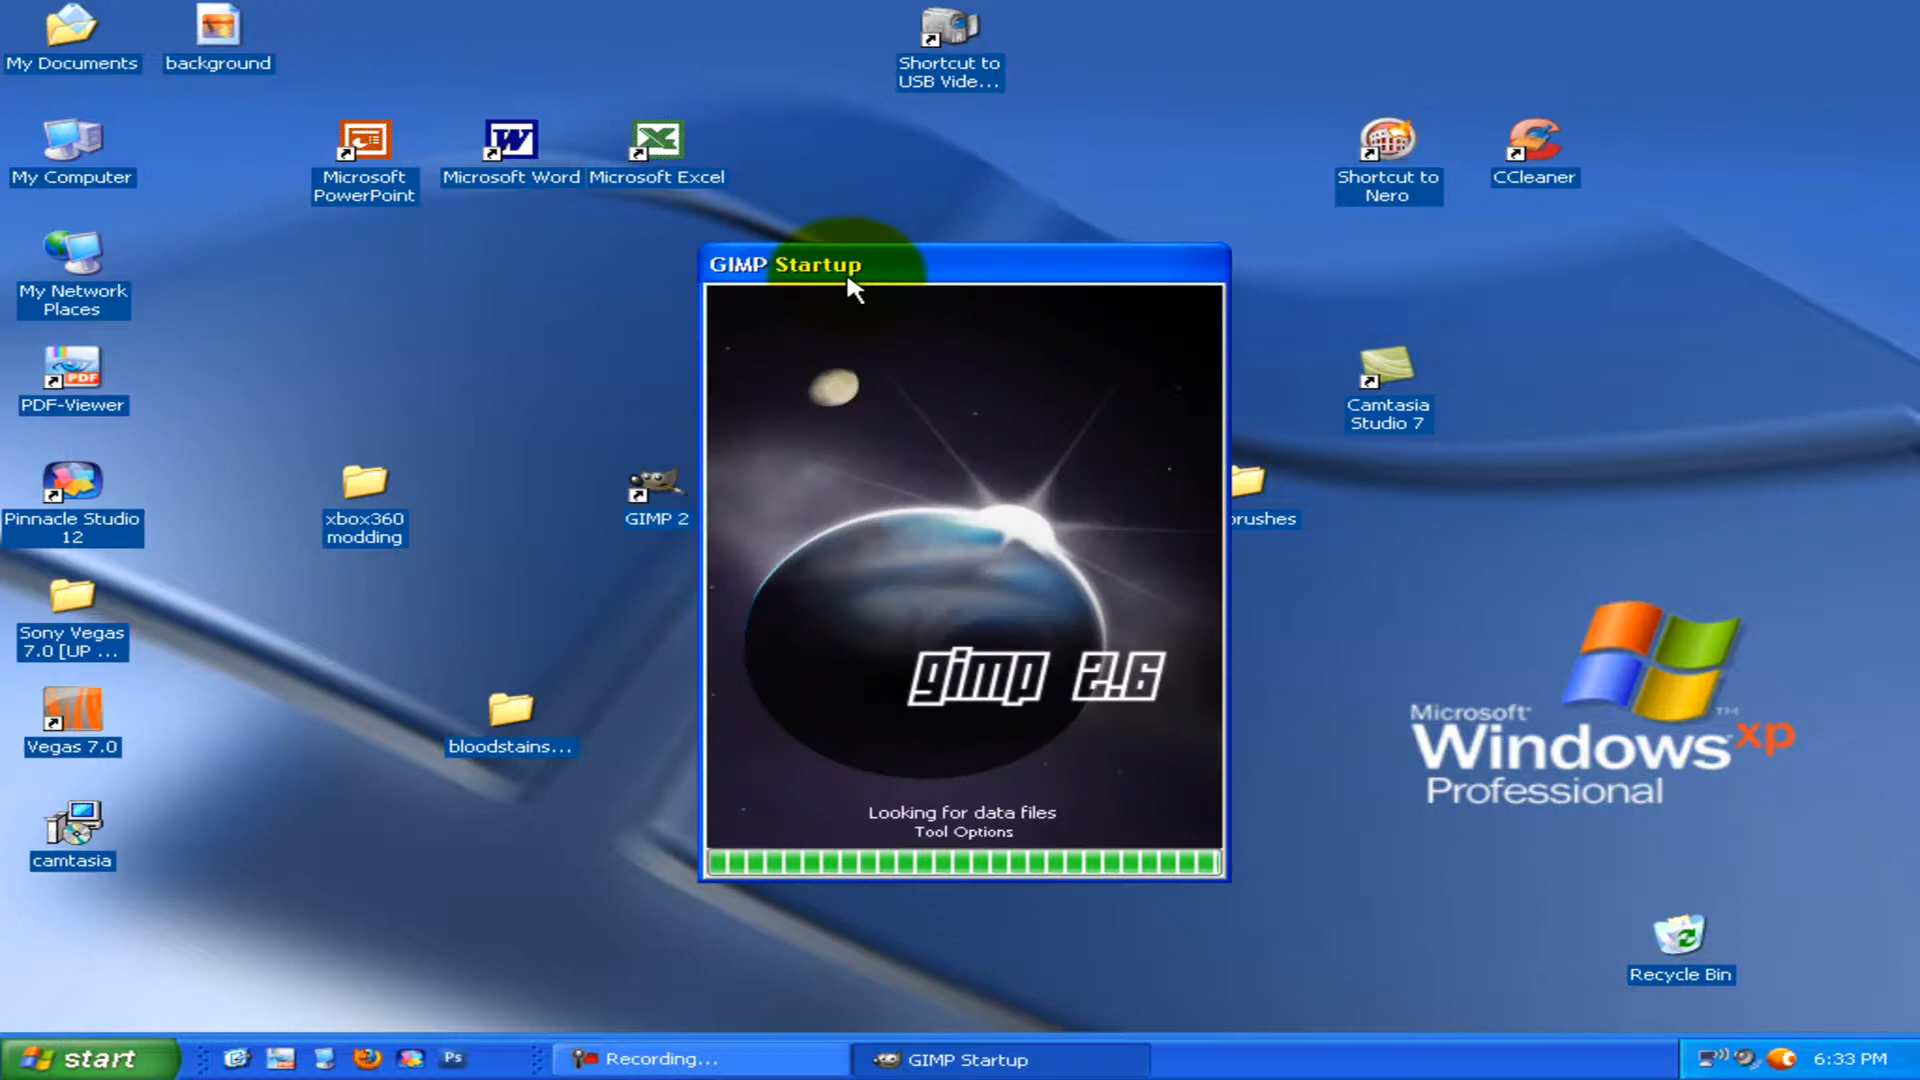 My Documents
background
Shortcut to
USB Vide...
My Computer
Microsoft
PowerPoint
Microsoft Word
Microsoft Excel
Shortcut to
Nero
CCleaner
My Network
Places
GIMP Startup
PDF-Viewer
PDF
Camtasia
Studio 7
Pinnacle Studio
12
xbox360
modding
GIMP 2
brushes
gimp 2.6
Sony Vegas
7.0 [UP ...
Vegas 7.0
bloodstains...
Microsoft®
Windows xp
TM
Professional
Looking for data files
Tool Options
camtasia
Recycle Bin
start
Ps
Recording...
GIMP Startup
6:33 PM